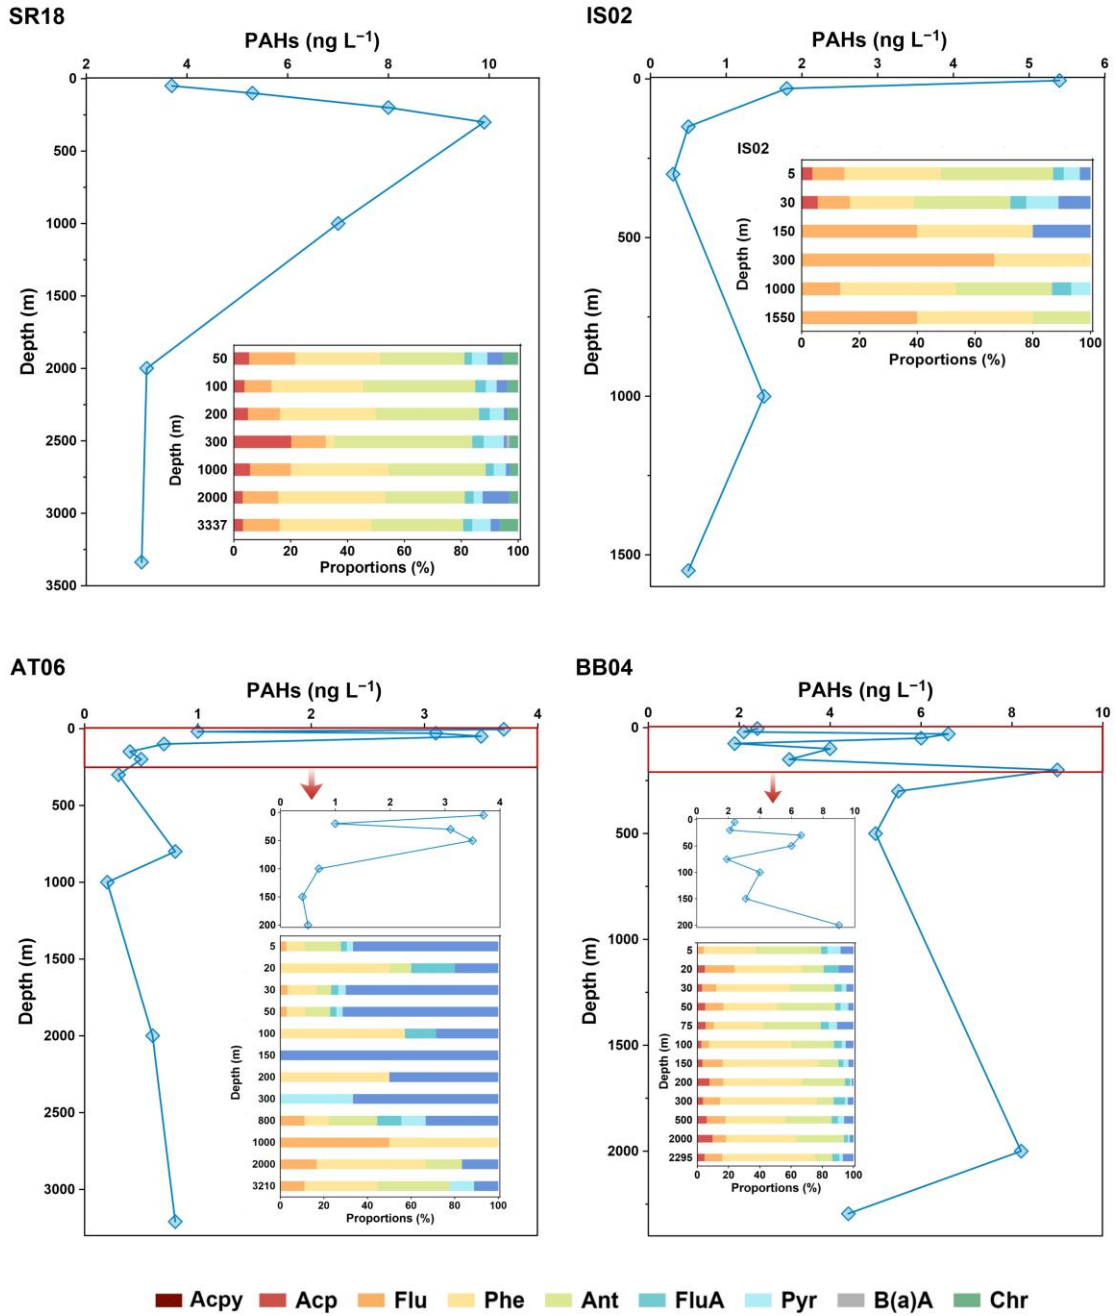 SR18
PAHs (ng L⁻¹)
2 4 6 8 10
0
500
1000
1500
2000
2500
3000
3500
Depth (m)
50
100
200
300
1000
2000
3337
Depth (m)
0 20 40 60 80 100
Proportions (%)
IS02
PAHs (ng L⁻¹)
0 1 2 3 4 5 6
0
500
1000
1500
Depth (m)
IS02
5
30
150
300
1000
1550
Depth (m)
0 20 40 60 80 100
Proportions (%)
AT06
PAHs (ng L⁻¹)
0 1 2 3 4
0
500
1000
1500
2000
2500
3000
Depth (m)
0 1 2 3 4
0
50
100
150
200
5
20
30
50
100
150
200
300
800
1000
2000
3210
Depth (m)
0 20 40 60 80 100
Proportions (%)
BB04
PAHs (ng L⁻¹)
0 2 4 6 8 10
0
500
1000
1500
2000
Depth (m)
0 2 4 6 8 10
0
50
100
150
200
5
20
30
50
75
100
150
200
300
500
2000
2295
Depth (m)
0 20 40 60 80 100
Proportions (%)
Acpy Acp Flu Phe Ant FluA Pyr B(a)A Chr